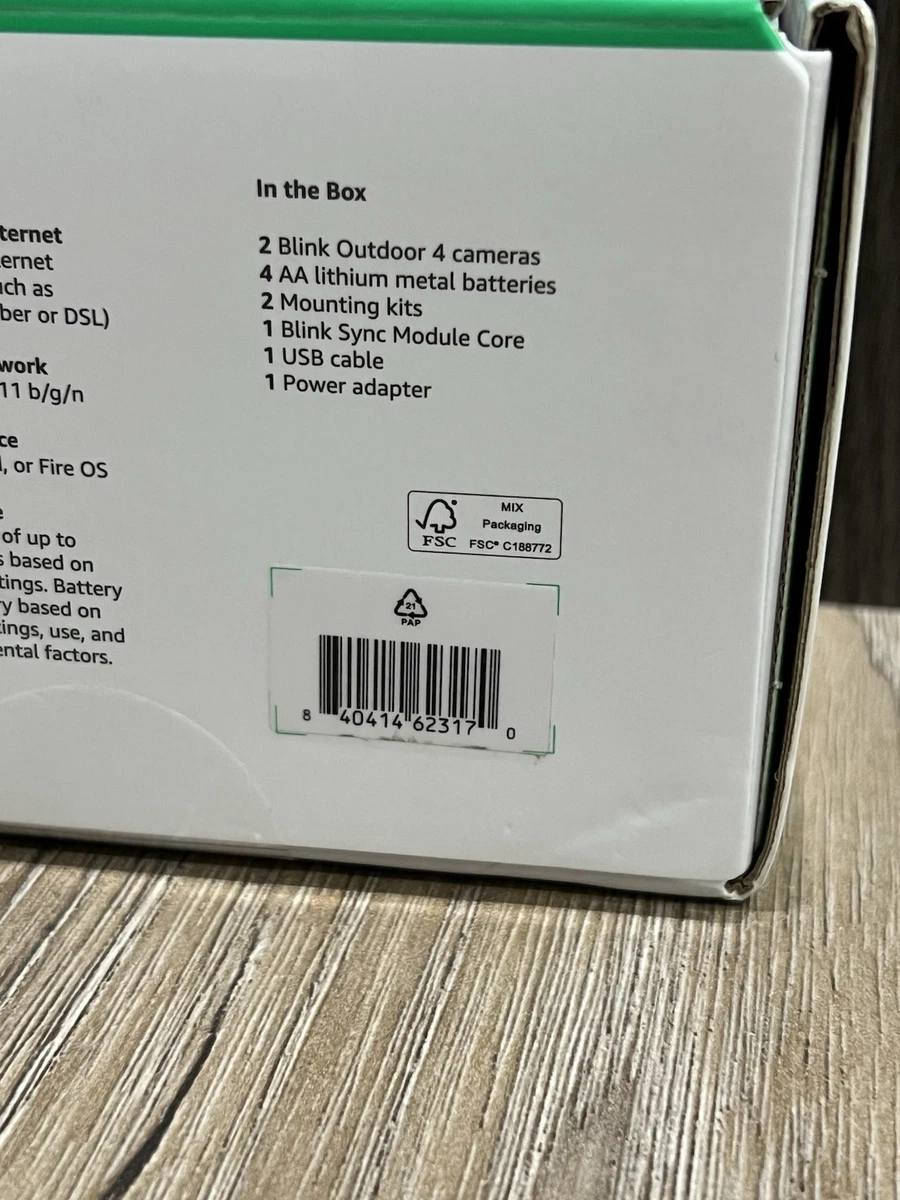 ternet
ernet
uch as
ber or DSL)
work
11 b/g/n
ce
, or Fire OS
e
of up to
s based on
tings. Battery
ry based on
tings, use, and
ental factors.
In the Box
2 Blink Outdoor 4 cameras
4 AA lithium metal batteries
2 Mounting kits
1 Blink Sync Module Core
1 USB cable
1 Power adapter
FSC
MIX
Packaging
FSC® C188772
21
PAP
8 40414 62317 0